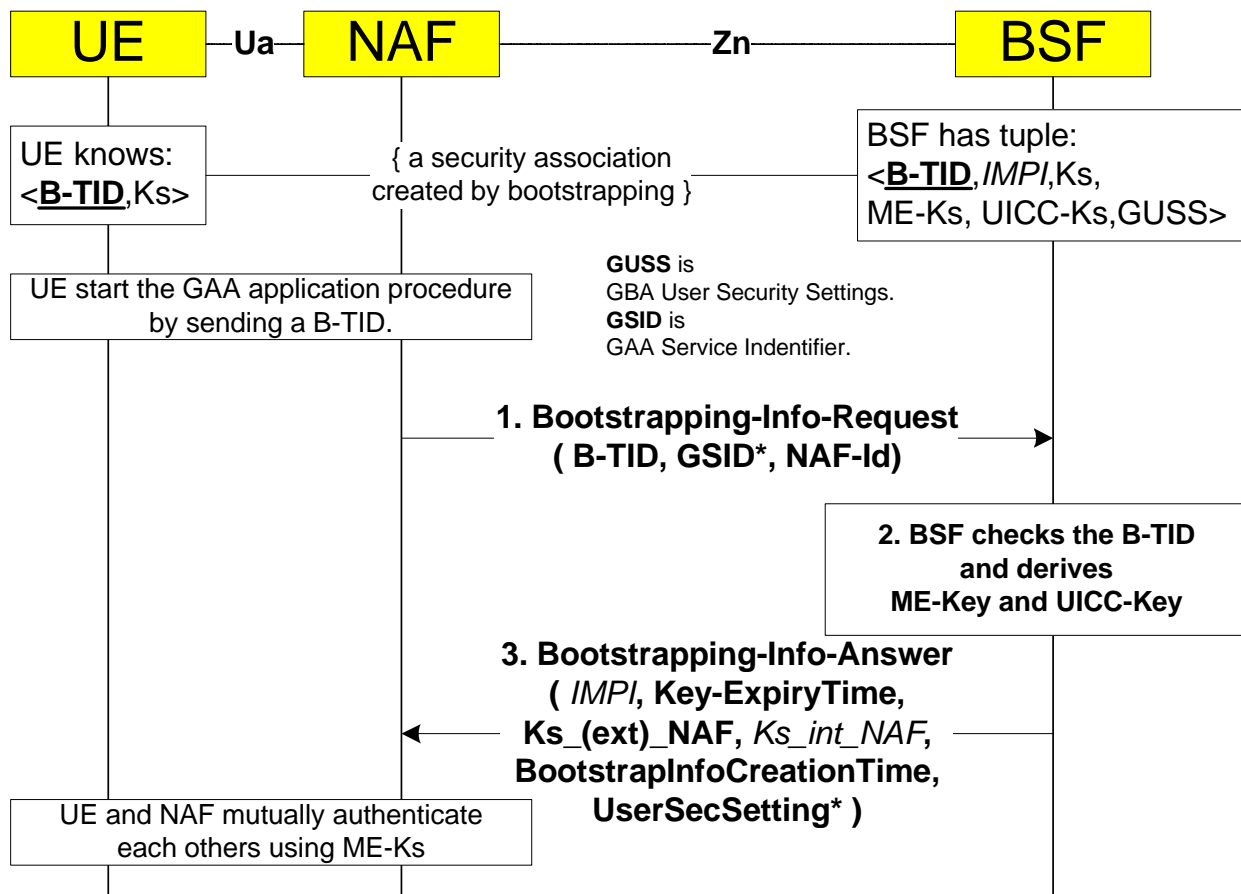 UE
Ua
NAF
Zn
BSF
UE knows:
<B-TID,Ks>
{ a security association
created by bootstrapping }
BSF has tuple:
<B-TID,IMPI,Ks,
ME-Ks, UICC-Ks,GUSS>
UE start the GAA application procedure
by sending a B-TID.
GUSS is
GBA User Security Settings.
GSID is
GAA Service Indentifier.
1. Bootstrapping-Info-Request
( B-TID, GSID*, NAF-Id)
2. BSF checks the B-TID
and derives
ME-Key and UICC-Key
3. Bootstrapping-Info-Answer
( IMPI, Key-ExpiryTime,
Ks_(ext)_NAF, Ks_int_NAF,
BootstrapInfoCreationTime,
UserSecSetting* )
UE and NAF mutually authenticate
each others using ME-Ks